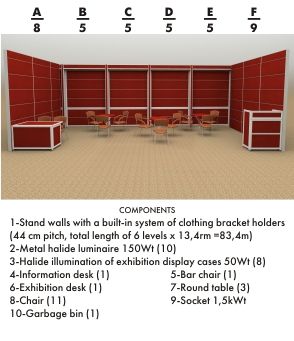 A B C D E F
8 5 5 5 5 9
COMPONENTS
1-Stand walls with a built-in system of clothing bracket holders
(44 cm pitch, total length of 6 levels x 13,4rm =83,4m)
2-Metal halide luminaire 150Wt (10)
3-Halide illumination of exhibition display cases 50Wt (8)
4-Information desk (1) 5-Bar chair (1)
6-Exhibition desk (1) 7-Round table (3)
8-Chair (11) 9-Socket 1,5kWt
10-Garbage bin (1)